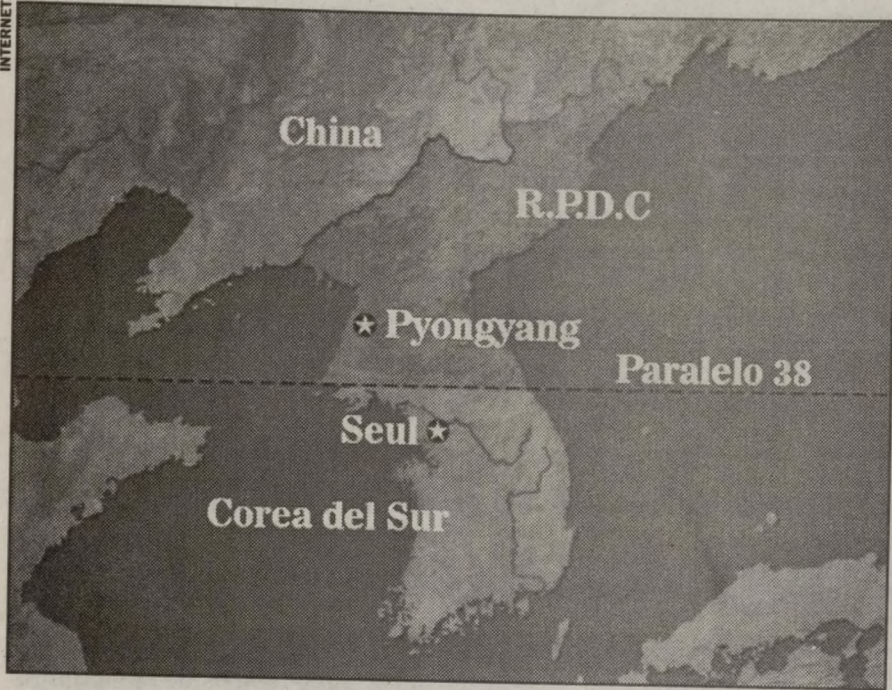 INTERNET
China
R.P.D.C
Pyongyang
Paralelo 38
Seul
Corea del Sur